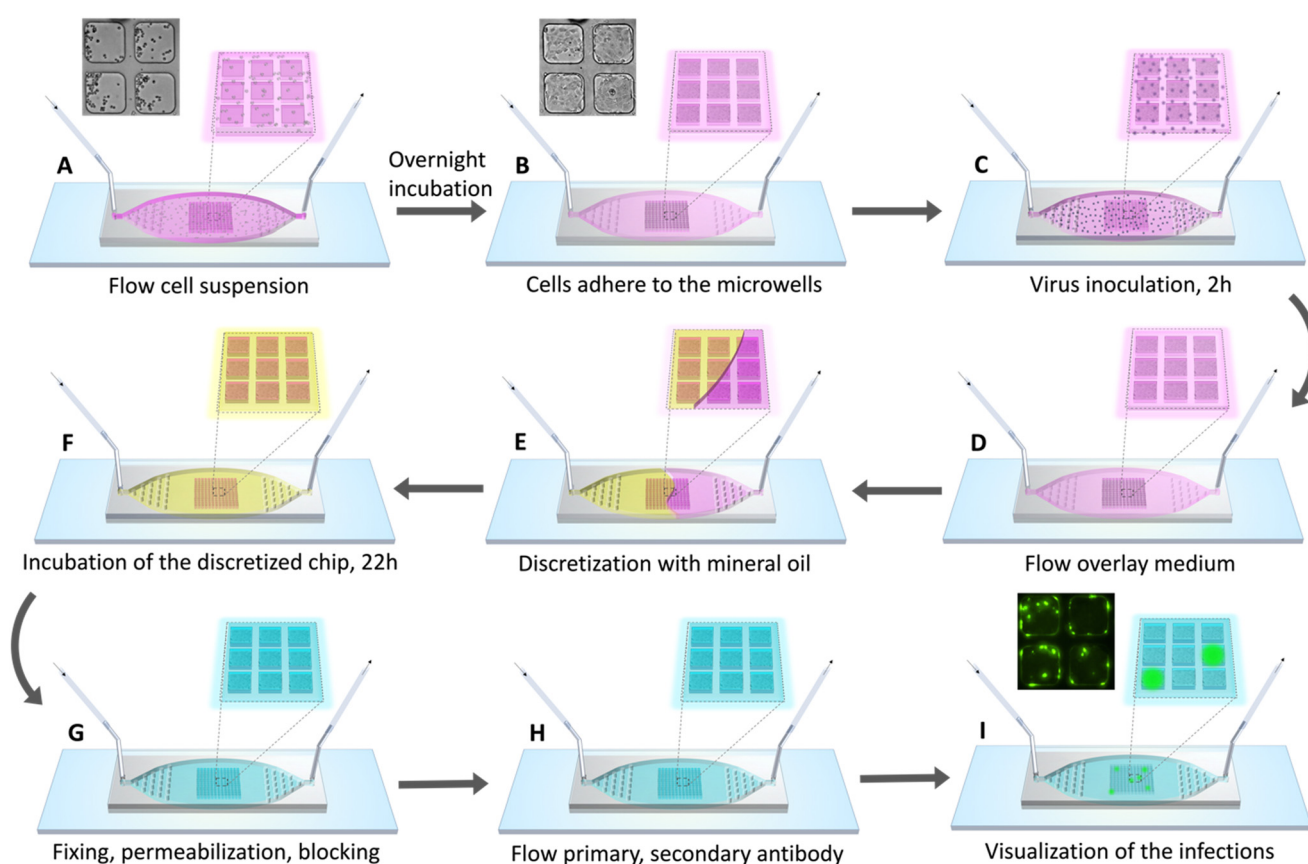 A
Overnight
incubation
B
C
Flow cell suspension
Cells adhere to the microwells
Virus inoculation, 2h
F
E
D
Incubation of the discretized chip, 22h
Discretization with mineral oil
Flow overlay medium
G
H
I
Fixing, permeabilization, blocking
Flow primary, secondary antibody
Visualization of the infections